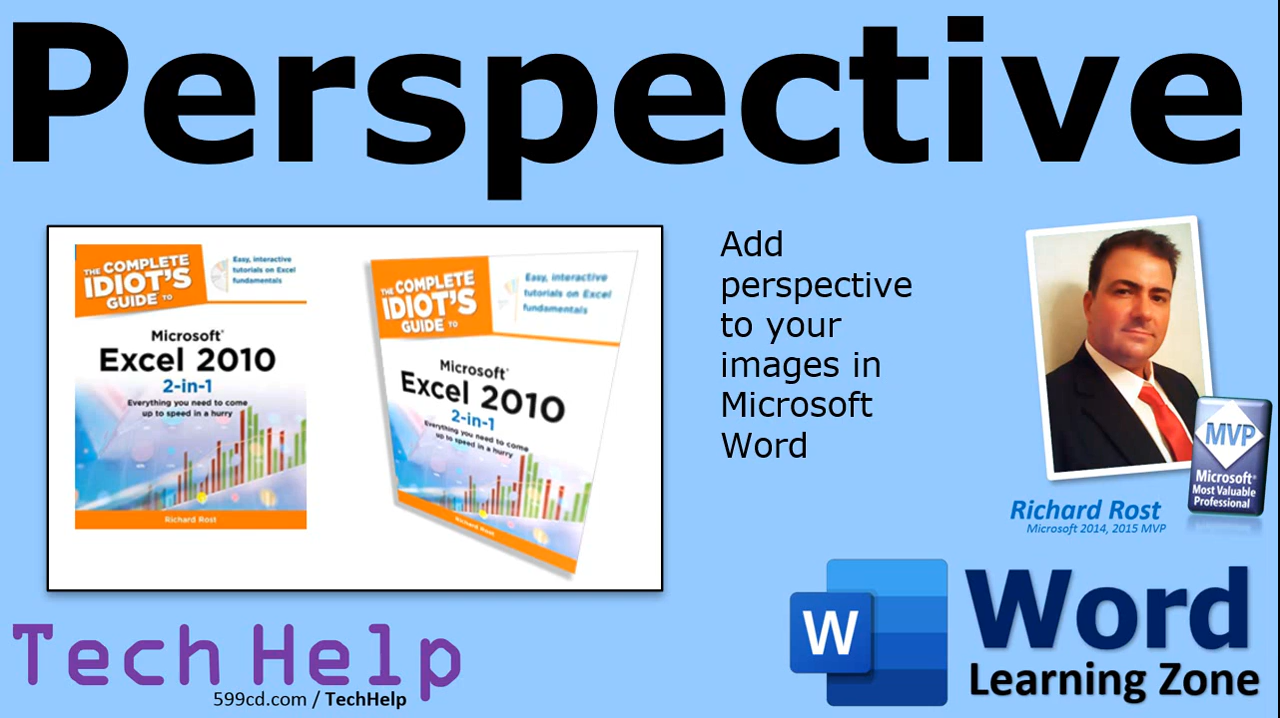 Perspective
THE COMPLETE
IDIOT'S
GUIDE TO
Easy, interactive
tutorials on Excel
fundamentals
Microsoft®
Excel 2010
2-in-1
Everything you need to come
up to speed in a hurry
Richard Rost
THE COMPLETE
IDIOT'S
GUIDE TO
Easy, interactive
tutorials on Excel
fundamentals
Microsoft®
Excel 2010
2-in-1
Everything you need to come
up to speed in a hurry
Richard Rost
Add
perspective
to your
images in
Microsoft
Word
MVP
Microsoft®
Most Valuable
Professional
Richard Rost
Microsoft 2014, 2015 MVP
Tech Help
599cd.com / TechHelp
W
Word
Learning Zone